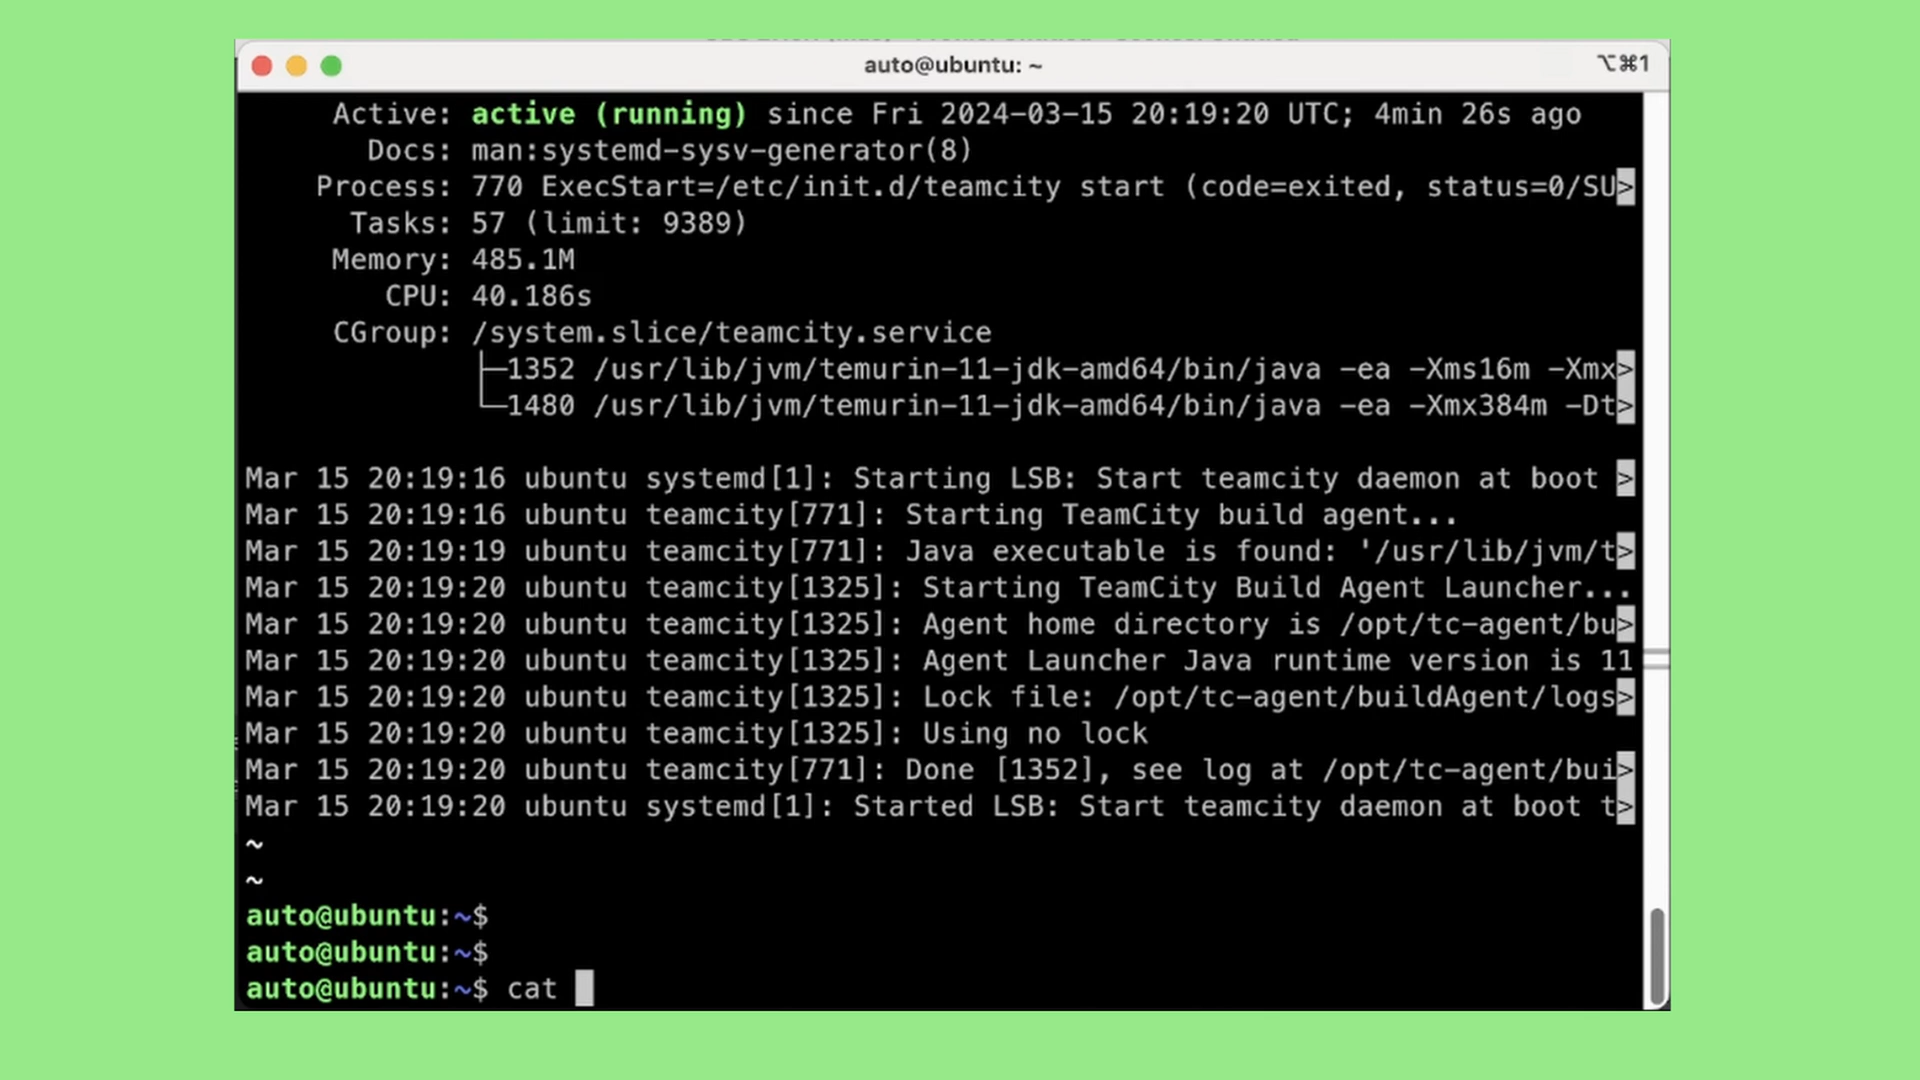 auto@ubuntu: ~
⌥⌘1
Active: active (running) since Fri 2024-03-15 20:19:20 UTC; 4min 26s ago
Docs: man:systemd-sysv-generator(8)
Process: 770 ExecStart=/etc/init.d/teamcity start (code=exited, status=0/SU>
Tasks: 57 (limit: 9389)
Memory: 485.1M
CPU: 40.186s
CGroup: /system.slice/teamcity.service
├─1352 /usr/lib/jvm/temurin-11-jdk-amd64/bin/java -ea -Xms16m -Xmx>
└─1480 /usr/lib/jvm/temurin-11-jdk-amd64/bin/java -ea -Xmx384m -Dt>
Mar 15 20:19:16 ubuntu systemd[1]: Starting LSB: Start teamcity daemon at boot >
Mar 15 20:19:16 ubuntu teamcity[771]: Starting TeamCity build agent...
Mar 15 20:19:19 ubuntu teamcity[771]: Java executable is found: '/usr/lib/jvm/t>
Mar 15 20:19:20 ubuntu teamcity[1325]: Starting TeamCity Build Agent Launcher...
Mar 15 20:19:20 ubuntu teamcity[1325]: Agent home directory is /opt/tc-agent/bu>
Mar 15 20:19:20 ubuntu teamcity[1325]: Agent Launcher Java runtime version is 11
Mar 15 20:19:20 ubuntu teamcity[1325]: Lock file: /opt/tc-agent/buildAgent/logs>
Mar 15 20:19:20 ubuntu teamcity[1325]: Using no lock
Mar 15 20:19:20 ubuntu teamcity[771]: Done [1352], see log at /opt/tc-agent/bui>
Mar 15 20:19:20 ubuntu systemd[1]: Started LSB: Start teamcity daemon at boot t>
~
~
auto@ubuntu:~$
auto@ubuntu:~$
auto@ubuntu:~$ cat